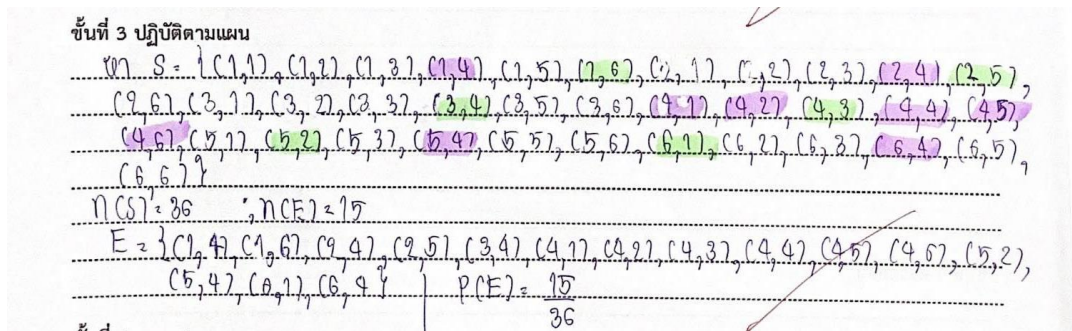 ขั้นที่ 3 ปฏิบัติตามแผน
หา S = {(1,1), (1,2), (1,3), (1,4), (1,5), (1,6), (2,1), (2,2), (2,3), (2,4), (2,5),
(2,6), (3,1), (3,2), (3,3), (3,4), (3,5), (3,6), (4,1), (4,2), (4,3), (4,4), (4,5),
(4,6), (5,1), (5,2), (5,3), (5,4), (5,5), (5,6), (6,1), (6,2), (6,3), (6,4), (6,5),
(6,6)}
n(S) = 36 ; n(E) = 15
E = {(1,4), (1,6), (2,4), (2,5), (3,4), (4,1), (4,2), (4,3), (4,4), (4,5), (4,6), (5,2),
(5,4), (6,1), (6,4} P(E) = 15
36